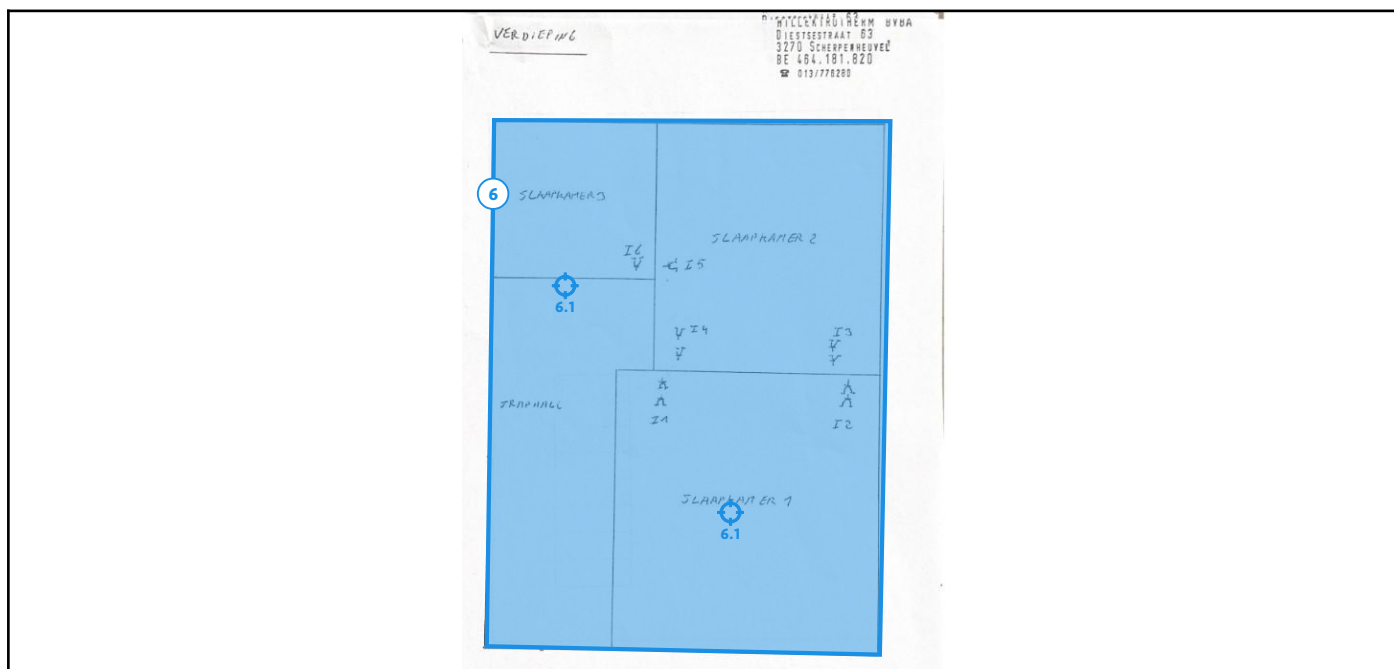 VERDIEPING
WILLEKTROTHERM BVBA
DIESTSESTRAAT 63
3270 SCHERPENHEUVEL
BE 464.181.820
☎ 013/776280
6
SLAAPKAMER 3
SLAAPKAMER 2
I6
I5
6.1
I4
I3
TRAPHALL
I1
I2
SLAAPKAMER 1
6.1